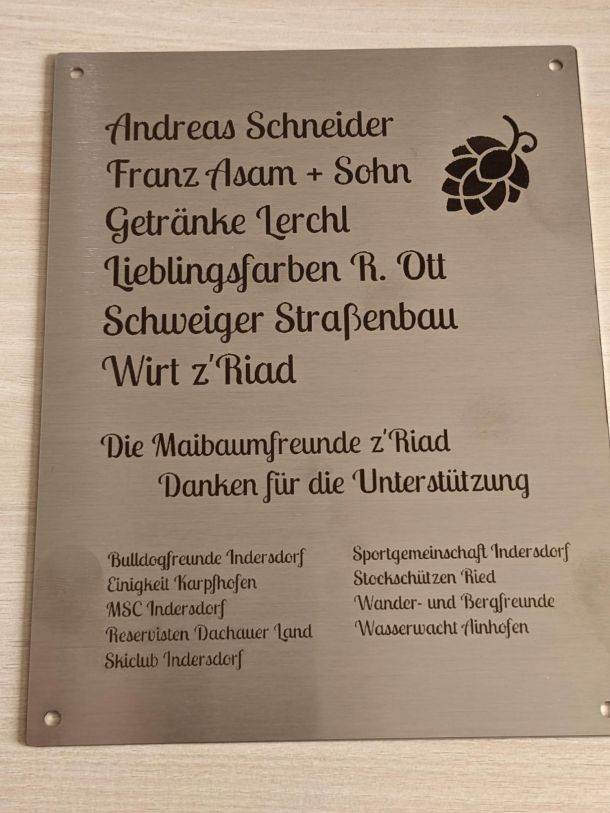 Andreas Schneider
Franz Asam + Sohn
Getränke Lerchl
Lieblingsfarben R. Ott
Schweiger Straßenbau
Wirt z'Riad
Die Maibaumfreunde z'Riad
Danken für die Unterstützung
Bulldogfreunde Indersdorf
Einigkeit Karpfhofen
MSC Indersdorf
Reservisten Dachauer Land
Skiclub Indersdorf
Sportgemeinschaft Indersdorf
Stockschützen Ried
Wander- und Bergfreunde
Wasserwacht Ainhofen